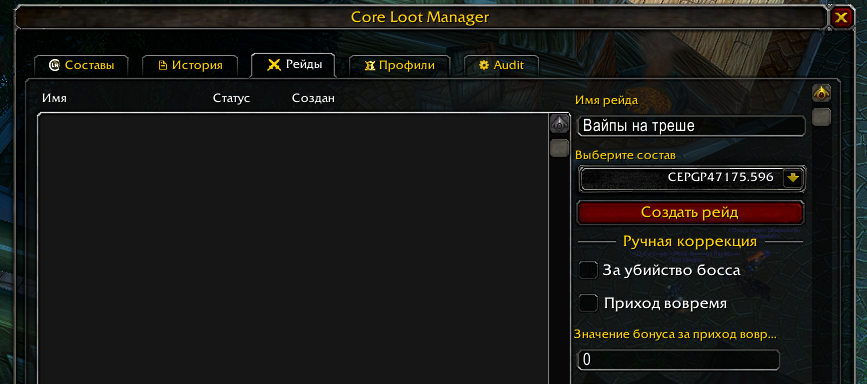 Core Loot Manager
Составы История Рейды Профили Audit
Имя Статус Создан
Имя рейда
Вайпы на треше
Выберите состав
CEPGP47175.596
Создать рейд
Ручная коррекция
За убийство босса
Приход вовремя
Значение бонуса за приход вовр...
0